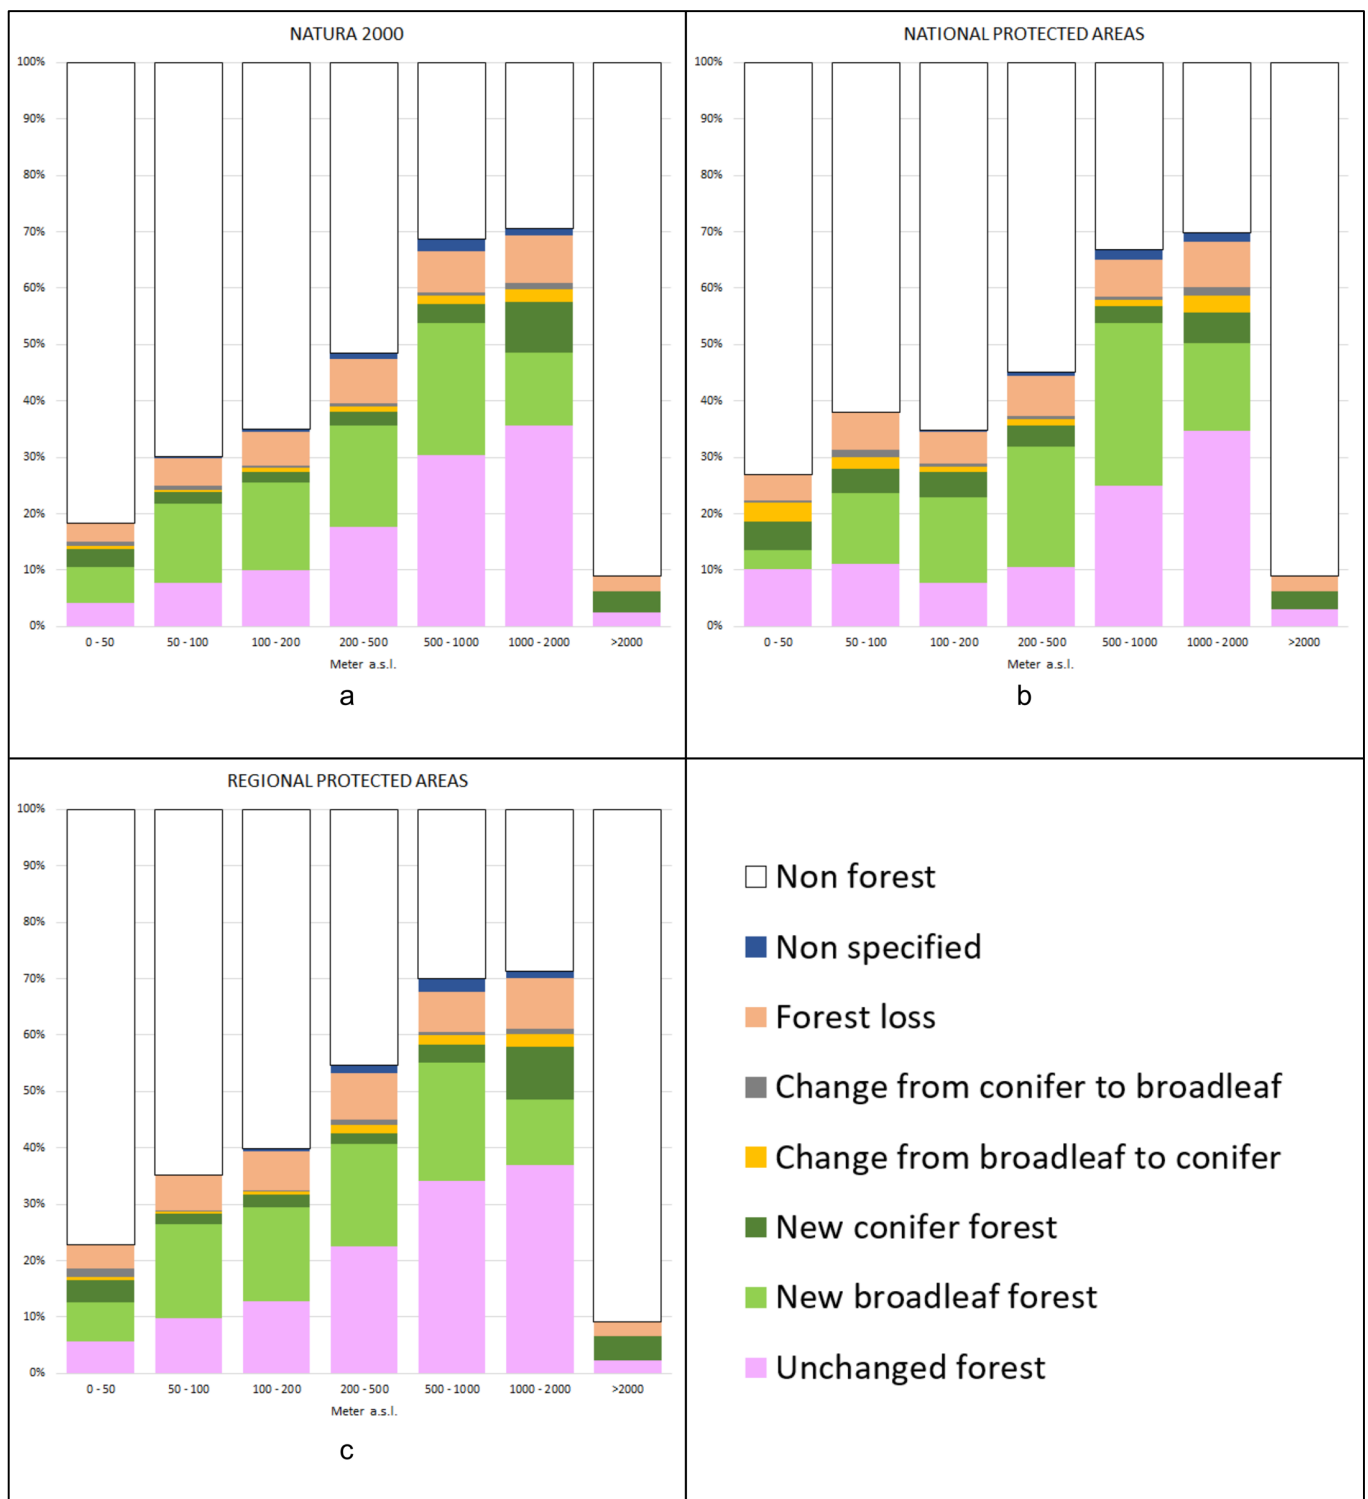 NATURA 2000
100%
90%
80%
70%
60%
50%
40%
30%
20%
10%
0%
0 - 50
50 - 100
100 - 200
200 - 500
500 - 1000
1000 - 2000
>2000
Meter a.s.l.
a
NATIONAL PROTECTED AREAS
100%
90%
80%
70%
60%
50%
40%
30%
20%
10%
0%
0 - 50
50 - 100
100 - 200
200 - 500
500 - 1000
1000 - 2000
>2000
Meter a.s.l.
b
REGIONAL PROTECTED AREAS
100%
90%
80%
70%
60%
50%
40%
30%
20%
10%
0%
0 - 50
50 - 100
100 - 200
200 - 500
500 - 1000
1000 - 2000
>2000
Meter a.s.l.
c
Non forest
Non specified
Forest loss
Change from conifer to broadleaf
Change from broadleaf to conifer
New conifer forest
New broadleaf forest
Unchanged forest